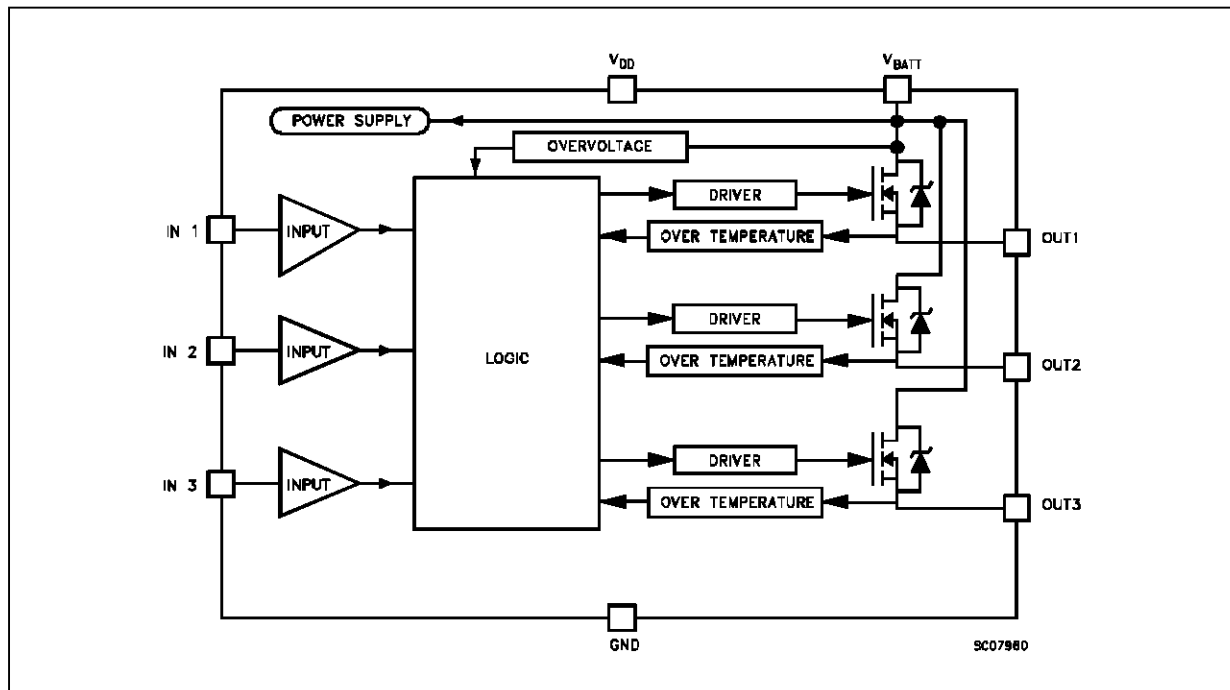 VDD
VBATT
POWER SUPPLY
OVERVOLTAGE
DRIVER
IN 1
INPUT
OVER TEMPERATURE
OUT1
DRIVER
IN 2
INPUT
LOGIC
OVER TEMPERATURE
OUT2
DRIVER
IN 3
INPUT
OVER TEMPERATURE
OUT3
GND
SC07960